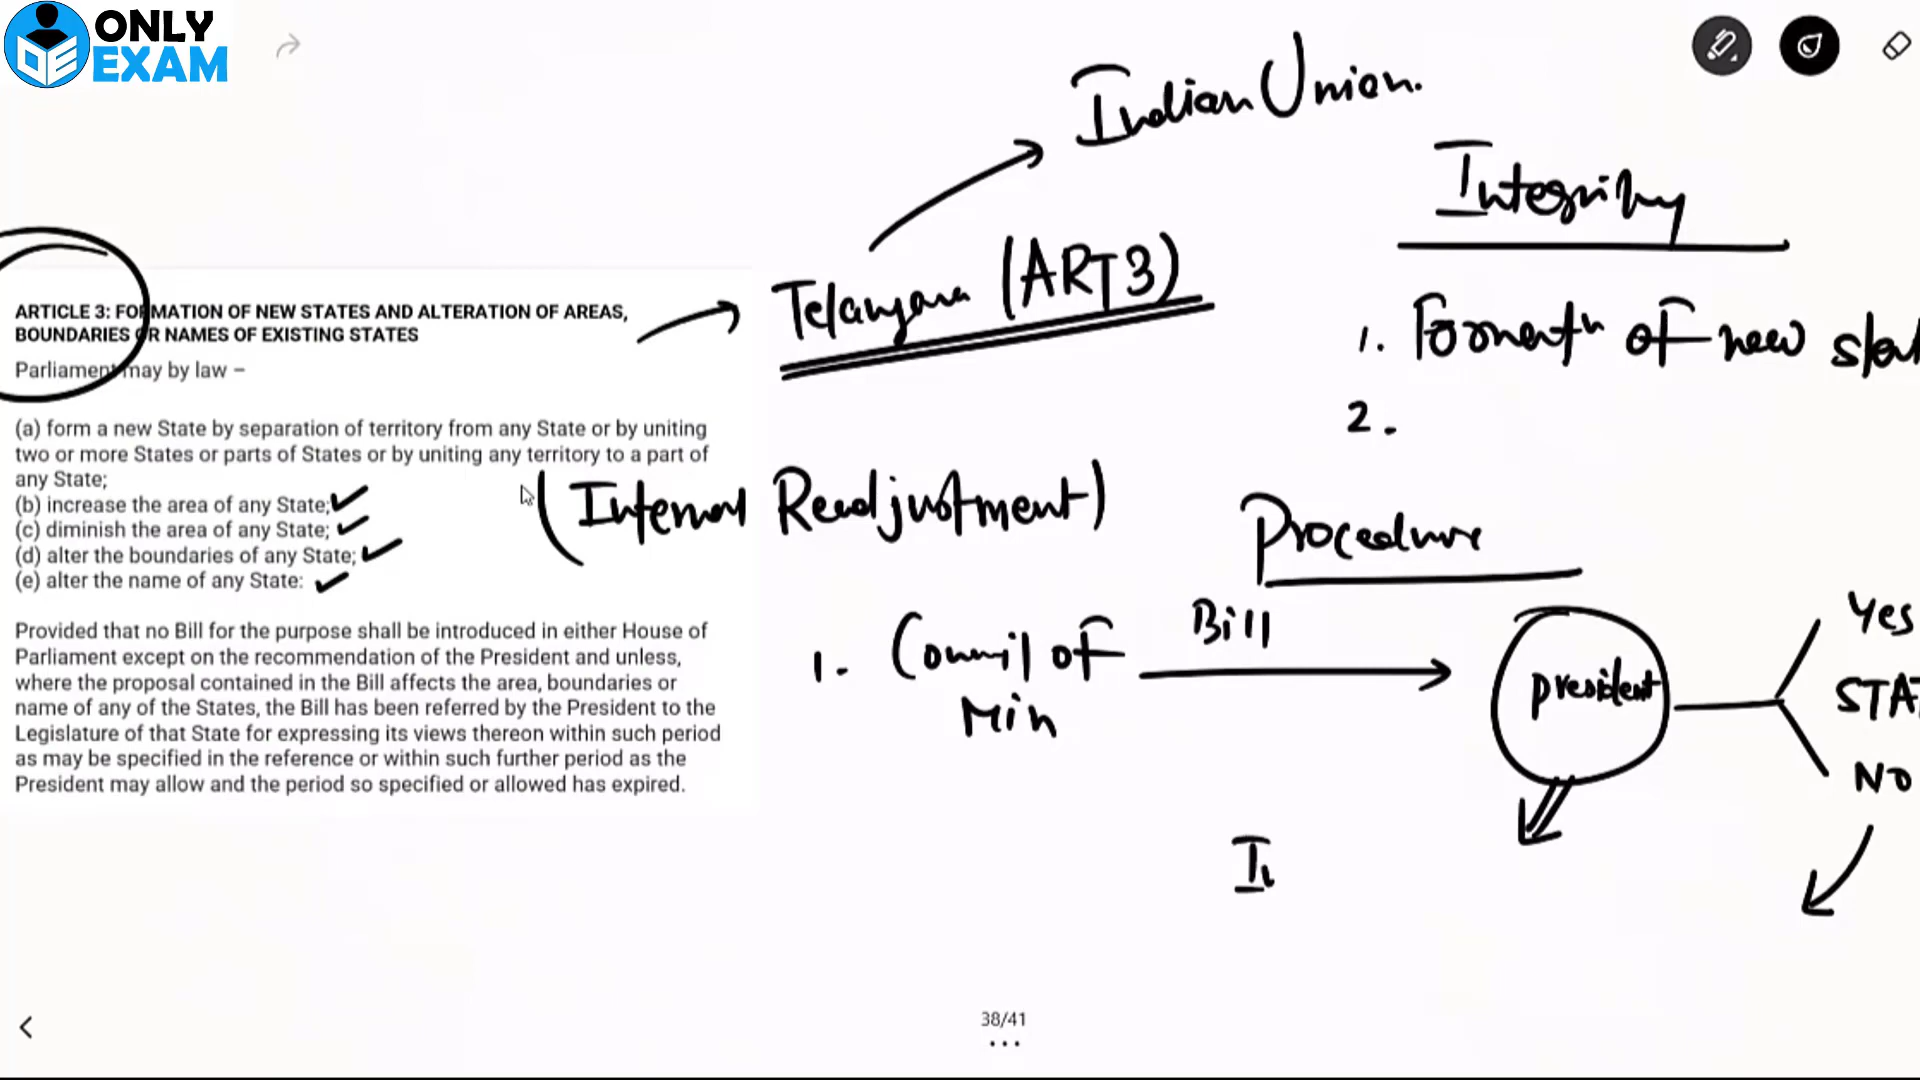 ONLY
EXAM
Indian Union.
Integrity
Telangana (ART 3)
ARTICLE 3: FORMATION OF NEW STATES AND ALTERATION OF AREAS,
BOUNDARIES OR NAMES OF EXISTING STATES
Parliament may by law –
1. Formatn of new stat
2.
(a) form a new State by separation of territory from any State or by uniting
two or more States or parts of States or by uniting any territory to a part of
any State;
(b) increase the area of any State;
(c) diminish the area of any State;
(d) alter the boundaries of any State;
(e) alter the name of any State:
(Internal Readjustment)
Procedure
Provided that no Bill for the purpose shall be introduced in either House of
Parliament except on the recommendation of the President and unless,
where the proposal contained in the Bill affects the area, boundaries or
name of any of the States, the Bill has been referred by the President to the
Legislature of that State for expressing its views thereon within such period
as may be specified in the reference or within such further period as the
President may allow and the period so specified or allowed has expired.
1. Council of
Min
Bill
president
Yes
STAT
NO
38/41